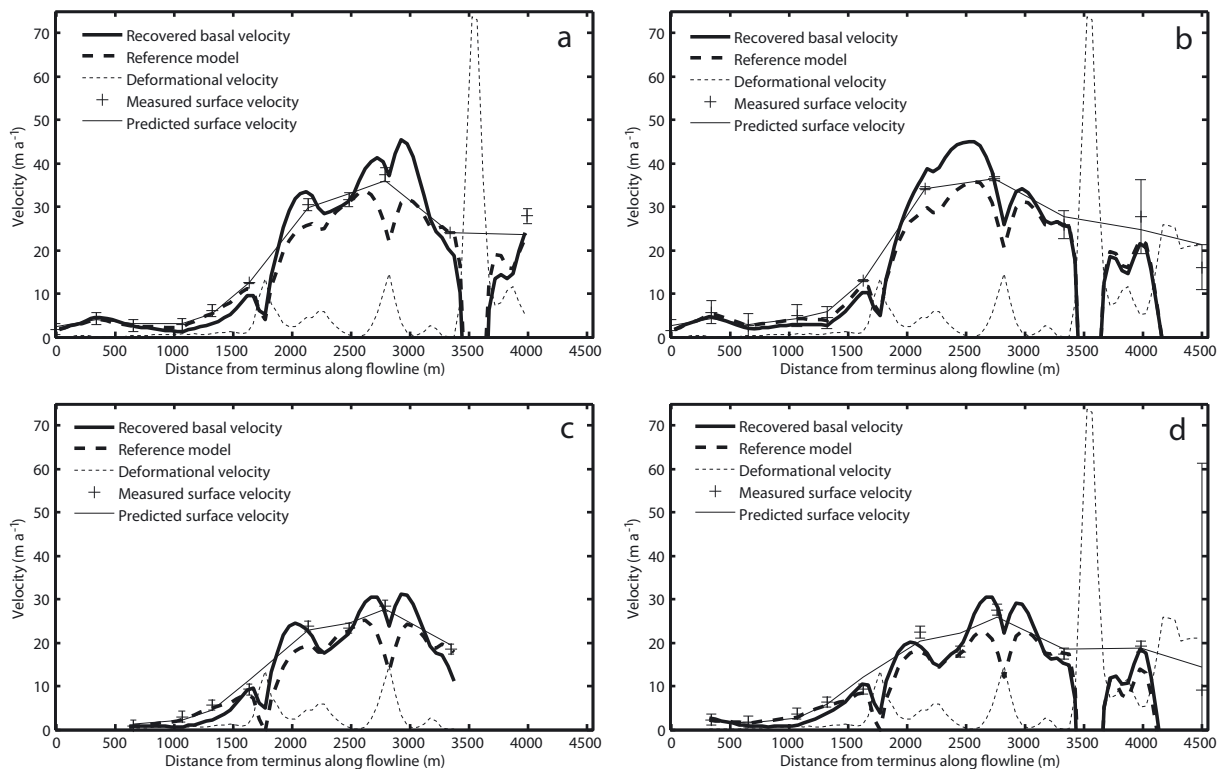 a
Recovered basal velocity
Reference model
Deformational velocity
Measured surface velocity
Predicted surface velocity
70
60
50
40
30
20
10
0
Velocity (m a⁻¹)
0 500 1000 1500 2000 2500 3000 3500 4000 4500
Distance from terminus along flowline (m)
b
Recovered basal velocity
Reference model
Deformational velocity
Measured surface velocity
Predicted surface velocity
70
60
50
40
30
20
10
0
Velocity (m a⁻¹)
0 500 1000 1500 2000 2500 3000 3500 4000 4500
Distance from terminus along flowline (m)
c
Recovered basal velocity
Reference model
Deformational velocity
Measured surface velocity
Predicted surface velocity
70
60
50
40
30
20
10
0
Velocity (m a⁻¹)
0 500 1000 1500 2000 2500 3000 3500 4000 4500
Distance from terminus along flowline (m)
d
Recovered basal velocity
Reference model
Deformational velocity
Measured surface velocity
Predicted surface velocity
70
60
50
40
30
20
10
0
Velocity (m a⁻¹)
0 500 1000 1500 2000 2500 3000 3500 4000 4500
Distance from terminus along flowline (m)